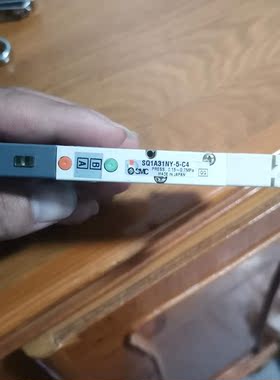 SQ1A31NY-5-C4
SMC
PRESS. 0.15~0.7MPa
MADE IN JAPAN
B
A